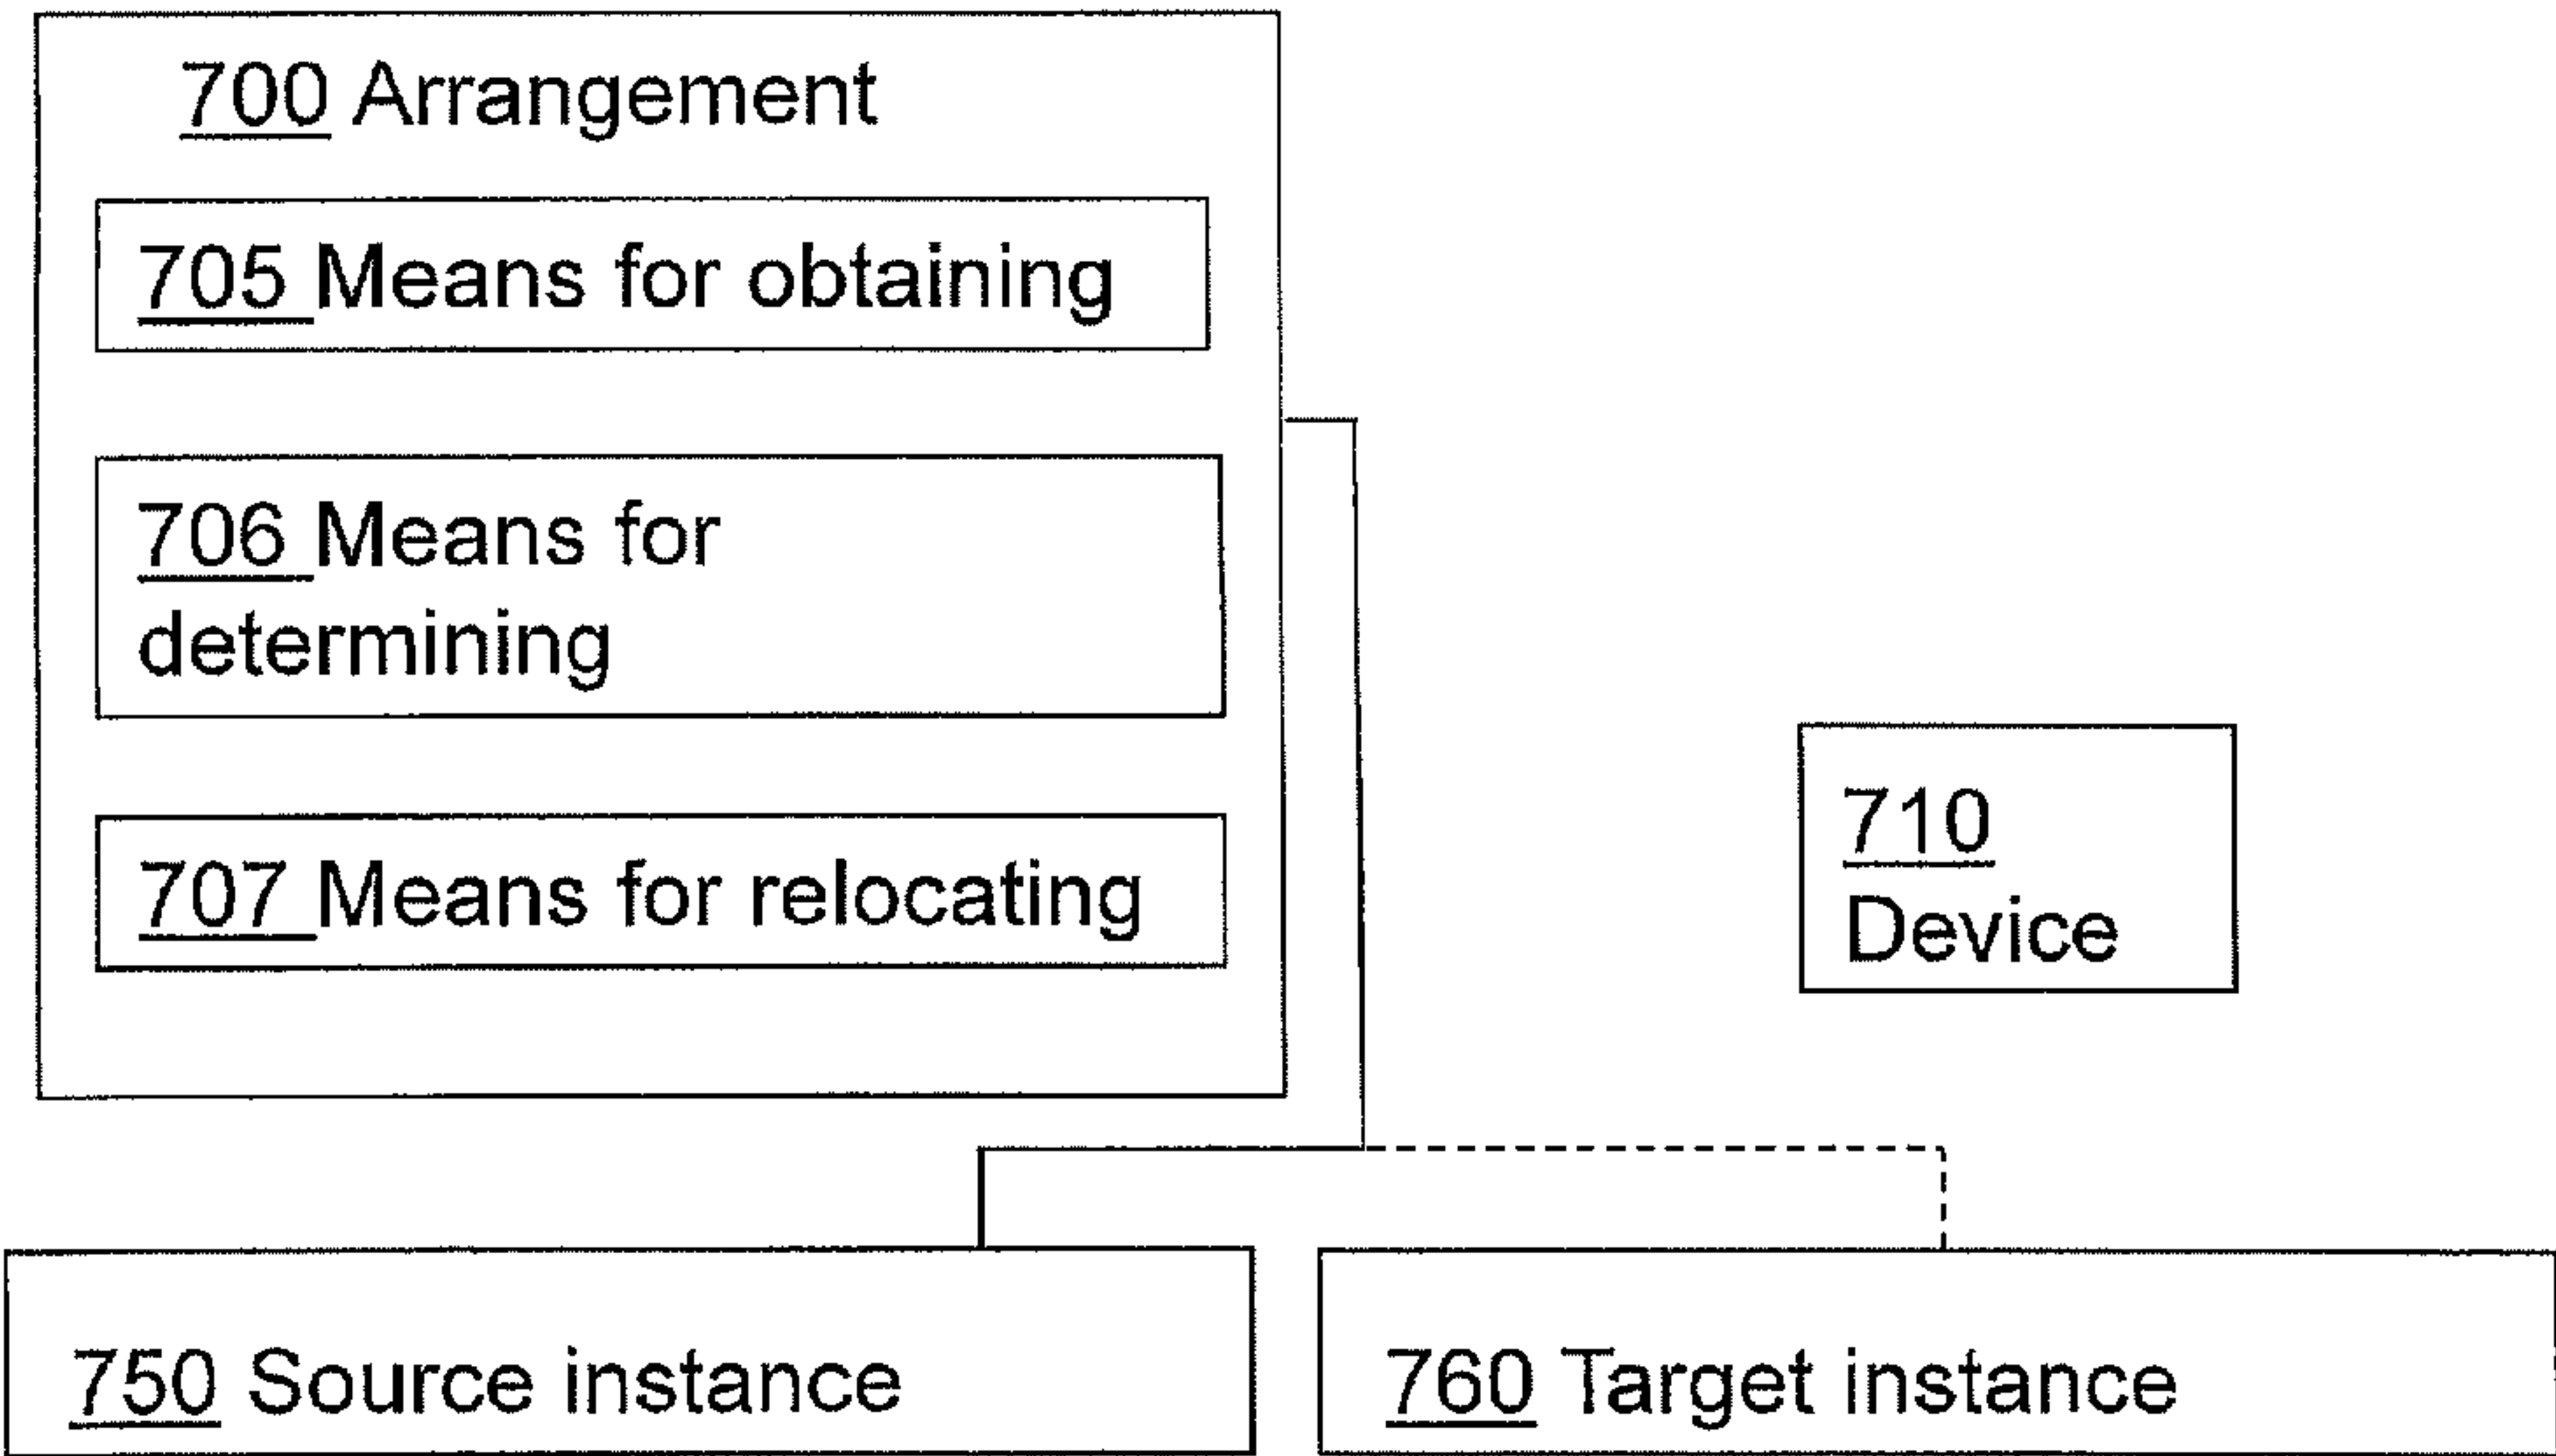 700 Arrangement
705 Means for obtaining
706 Means for
determining
707 Means for relocating
710
Device
750 Source instance
760 Target instance